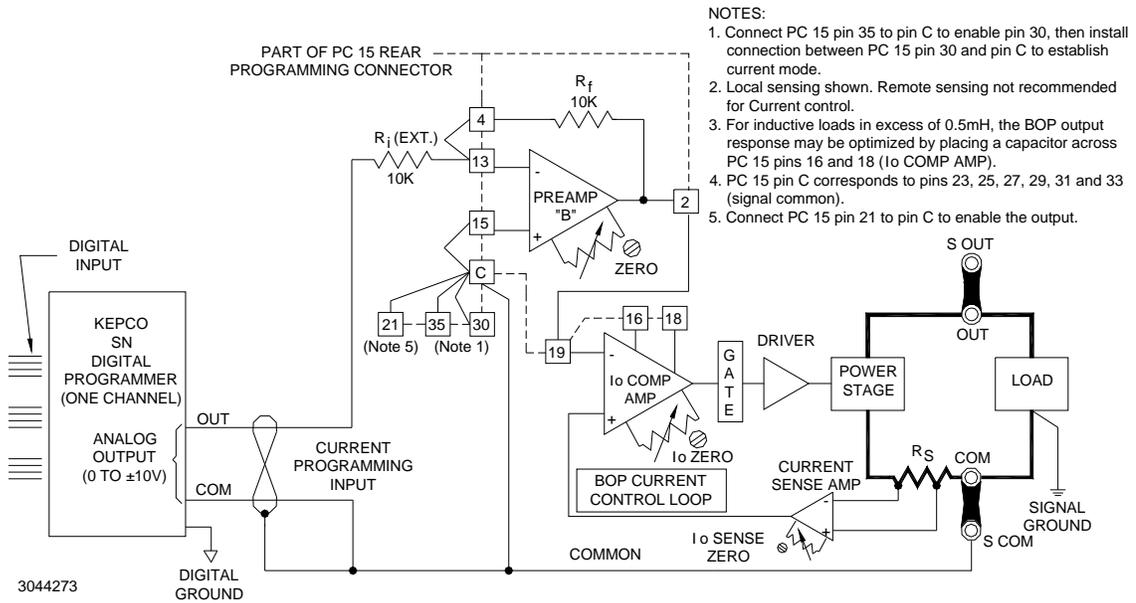 NOTES:
1. Connect PC 15 pin 35 to pin C to enable pin 30, then install
connection between PC 15 pin 30 and pin C to establish
current mode.
2. Local sensing shown. Remote sensing not recommended
for Current control.
3. For inductive loads in excess of 0.5mH, the BOP output
response may be optimized by placing a capacitor across
PC 15 pins 16 and 18 (Io COMP AMP).
4. PC 15 pin C corresponds to pins 23, 25, 27, 29, 31 and 33
(signal common).
5. Connect PC 15 pin 21 to pin C to enable the output.
PART OF PC 15 REAR
PROGRAMMING CONNECTOR
Rf
10K
4
Ri (EXT.)
10K
13
-
PREAMP
"B"
+
2
15
ZERO
C
21
35
30
(Note 5)
(Note 1)
DIGITAL
INPUT
KEPCO
SN
DIGITAL
PROGRAMMER
(ONE CHANNEL)
ANALOG
OUTPUT
(0 TO ±10V)
OUT
COM
CURRENT
PROGRAMMING
INPUT
DIGITAL
GROUND
16
18
19
-
Io COMP
AMP
+
Io ZERO
GATE
DRIVER
POWER
STAGE
S OUT
OUT
LOAD
RS
COM
S COM
SIGNAL
GROUND
BOP CURRENT
CONTROL LOOP
CURRENT
SENSE AMP
-
+
Io SENSE
ZERO
COMMON
3044273